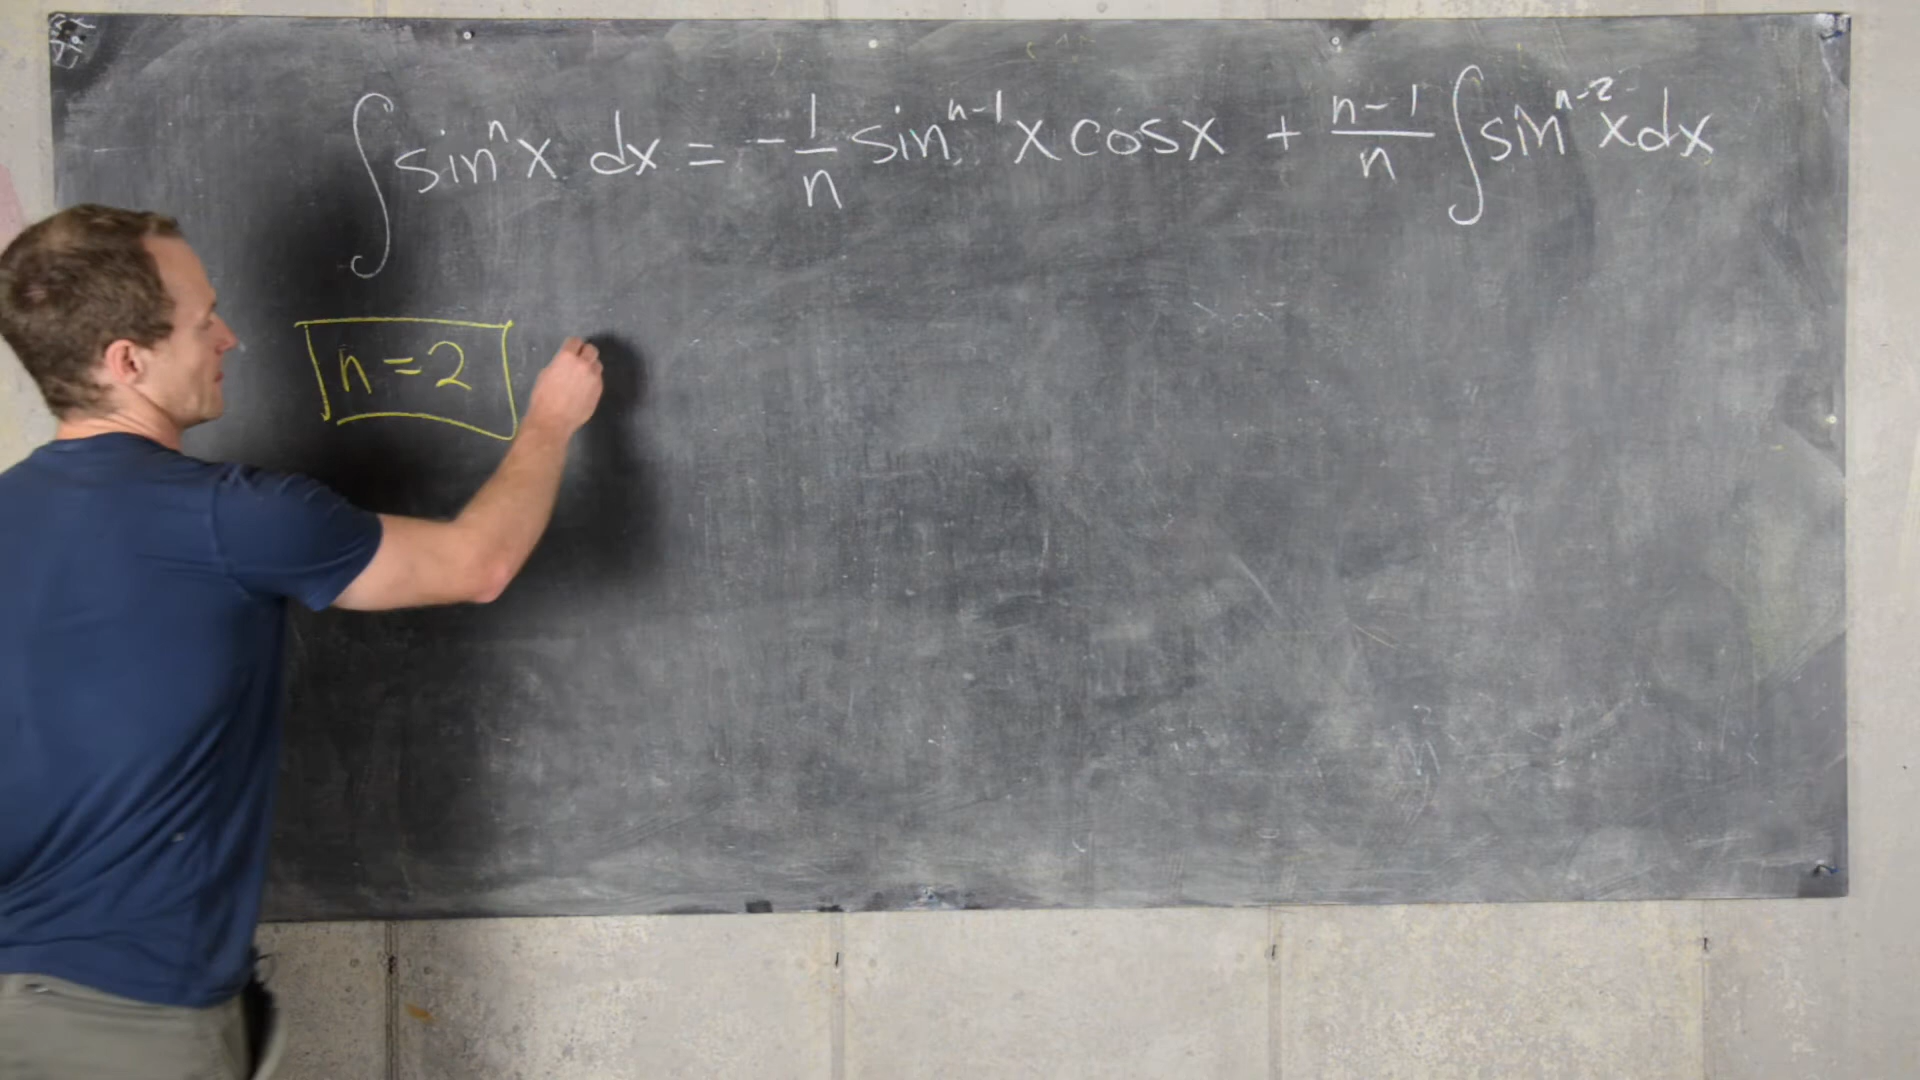 ∫ sinⁿx dx = -1/n sinⁿ⁻¹x cosx + n-1/n ∫ sinⁿ⁻²x dx
n = 2